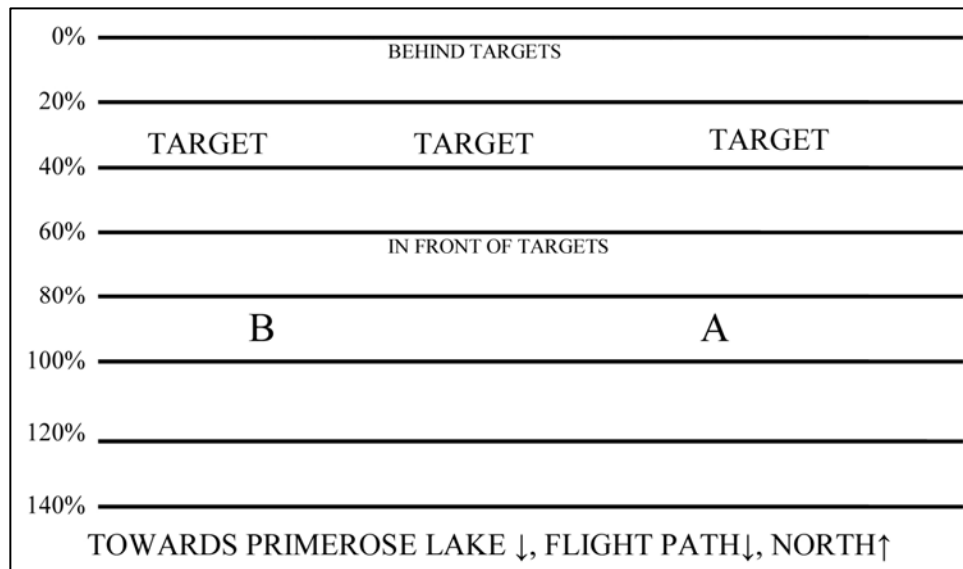 0%
BEHIND TARGETS
20%
TARGET TARGET TARGET
40%
60%
IN FRONT OF TARGETS
80%
B A
100%
120%
140%
TOWARDS PRIMEROSE LAKE ↓, FLIGHT PATH↓, NORTH↑